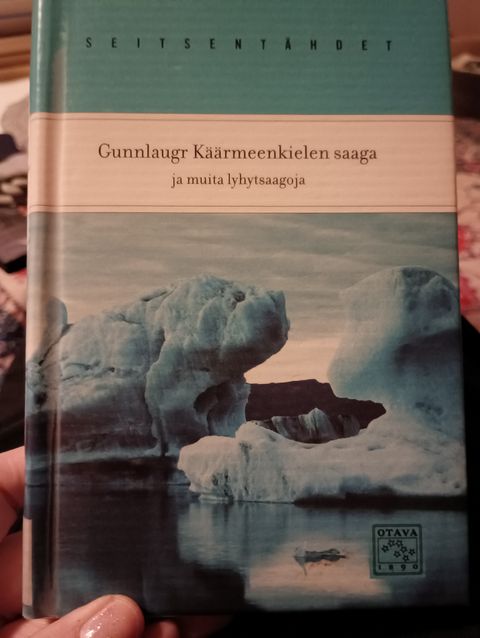 SEITSENTÄHDET
Gunnlaugr Käärmeenkielen saaga
ja muita lyhytsaagoja
OTAVA
1890